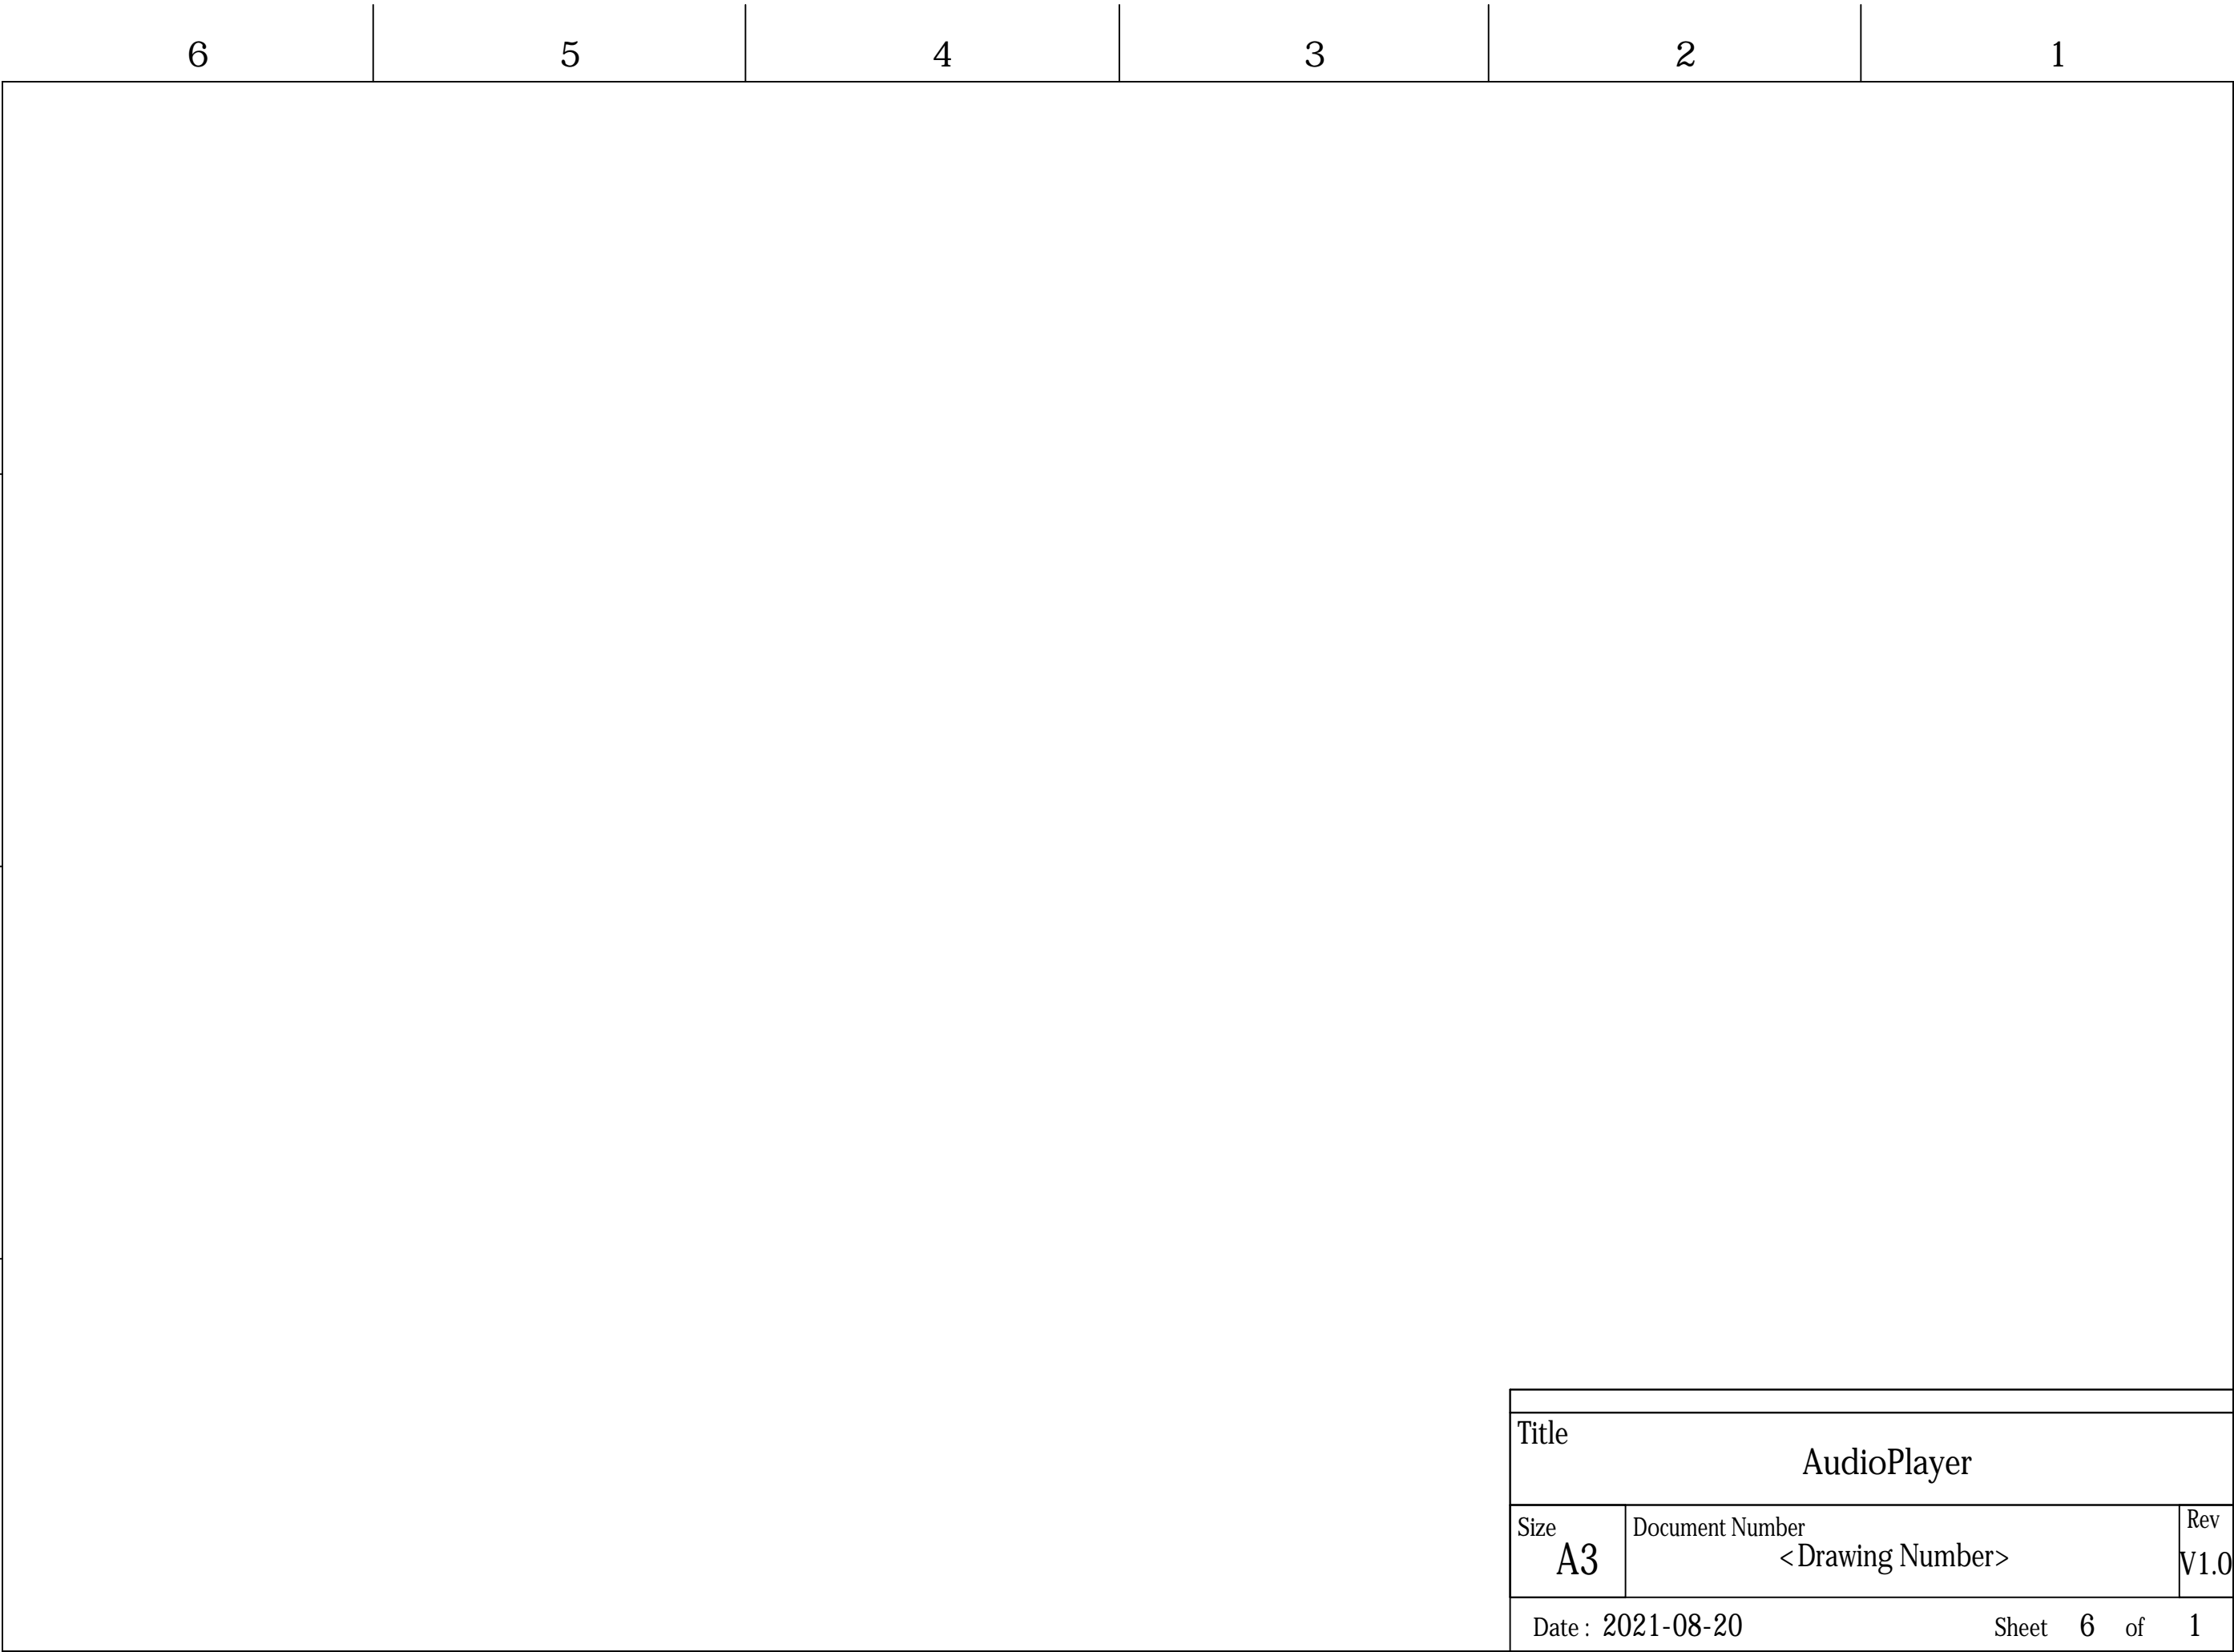 6 5 4 3 2 1
Title
AudioPlayer
Size Document Number Rev
A3 <Drawing Number> V1.0
Date : 2021-08-20 Sheet 6 of 1